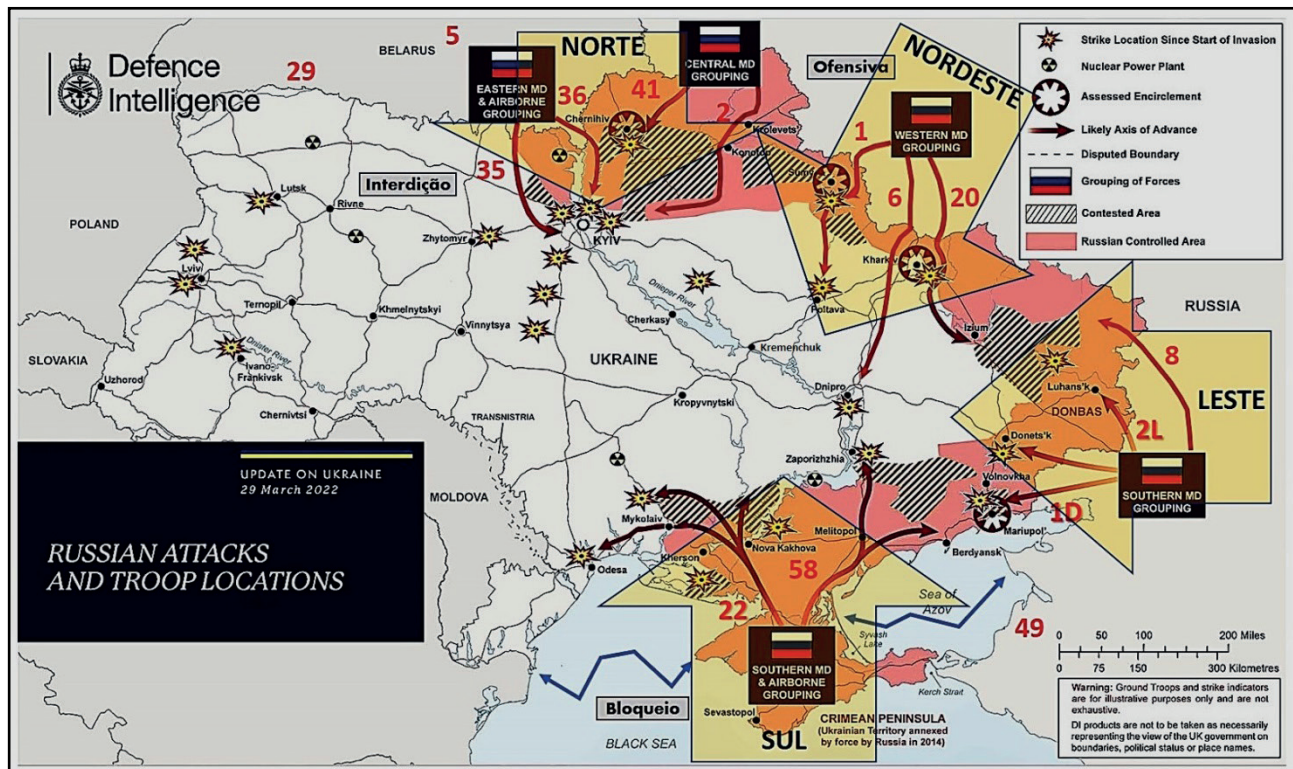 Defence
Intelligence
BELARUS
5
29
NORTE
EASTERN MD
& AIRBORNE
GROUPING
36
41
35
CENTRAL MD
GROUPING
2
Ofensiva
NORDESTE
WESTERN MD
GROUPING
1
6
20
Interdição
Chernihiv
Krolevets'
Konotop
Sumy
Lutsk
Rivne
POLAND
Zhytomyr
KYIV
Kharkiv
Lviv
Ternopil
Khmelnytskyi
Vinnytsya
Dnieper River
Cherkasy
Poltava
Izium
RUSSIA
SLOVAKIA
Dnister River
Ivano-
Frankivsk
Uzhorod
Chernivtsi
UKRAINE
Kremenchuk
Kropyvnytski
Dnipro
Luhans'k
DONBAS
8
LESTE
2L
TRANSNISTRIA
MOLDOVA
Donets'k
Zaporizhzhia
Volnovkha
SOUTHERN MD
GROUPING
1D
Mariupol'
Berdyansk
Mykolaiv
Nova Kakhova
Melitopol
Kherson
Odesa
58
22
Sea of
Azov
Syvash
Lake
49
SOUTHERN MD
& AIRBORNE
GROUPING
Kerch Strait
Bloqueio
Sevastopol
SUL
BLACK SEA
CRIMEAN PENINSULA
(Ukrainian Territory annexed
by force by Russia in 2014)
UPDATE ON UKRAINE
29 March 2022
RUSSIAN ATTACKS
AND TROOP LOCATIONS
Strike Location Since Start of Invasion
Nuclear Power Plant
Assessed Encirclement
Likely Axis of Advance
Disputed Boundary
Grouping of Forces
Contested Area
Russian Controlled Area
0 50 100 200 Miles
0 75 150 300 Kilometres
Warning: Ground Troops and strike indicators
are for illustrative purposes only and are not
exhaustive.
DI products are not to be taken as necessarily
representing the view of the UK government on
boundaries, political status or place names.